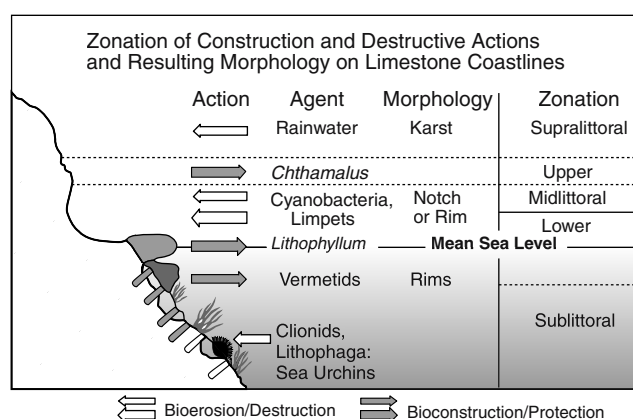 Zonation of Construction and Destructive Actions
and Resulting Morphology on Limestone Coastlines
Action Agent Morphology Zonation
Rainwater Karst Supralittoral
Chthamalus Upper
Cyanobacteria, Notch Midlittoral
Limpets or Rim Lower
Lithophyllum Mean Sea Level
Vermetids Rims
Sublittoral
Clionids,
Lithophaga:
Sea Urchins
Bioerosion/Destruction Bioconstruction/Protection